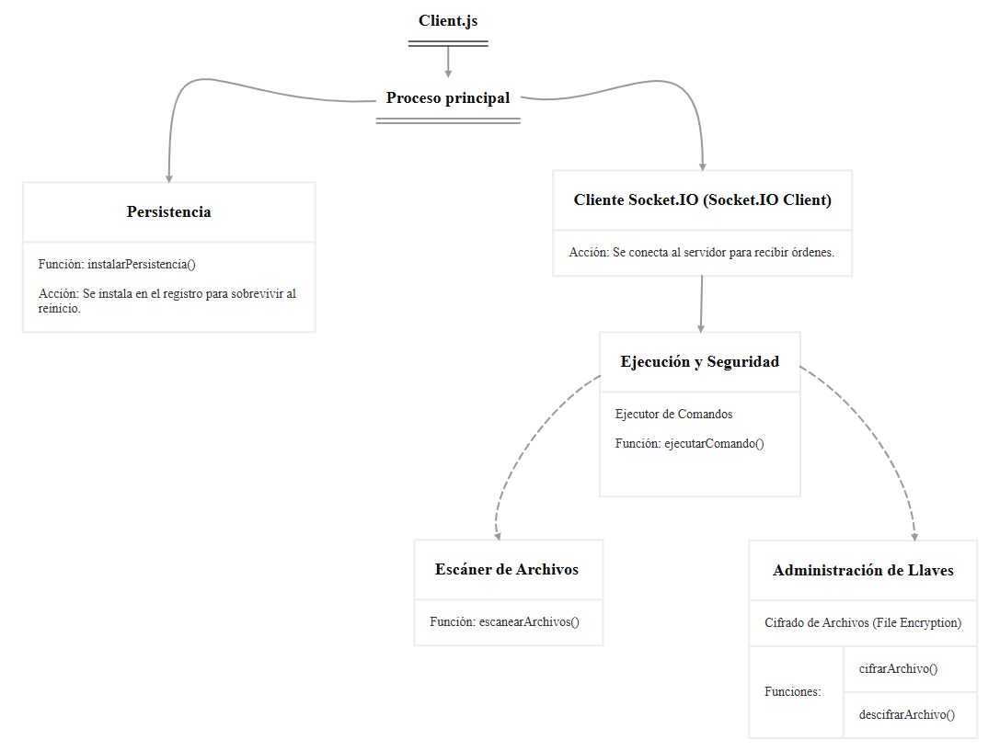 Client.js
Proceso principal
Persistencia
Función: instalarPersistencia()
Acción: Se instala en el registro para sobrevivir al
reinicio.
Cliente Socket.IO (Socket.IO Client)
Acción: Se conecta al servidor para recibir órdenes.
Ejecución y Seguridad
Ejecutor de Comandos
Función: ejecutarComando()
Escáner de Archivos
Función: escanearArchivos()
Administración de Llaves
Cifrado de Archivos (File Encryption)
Funciones:
cifrarArchivo()
descifrarArchivo()